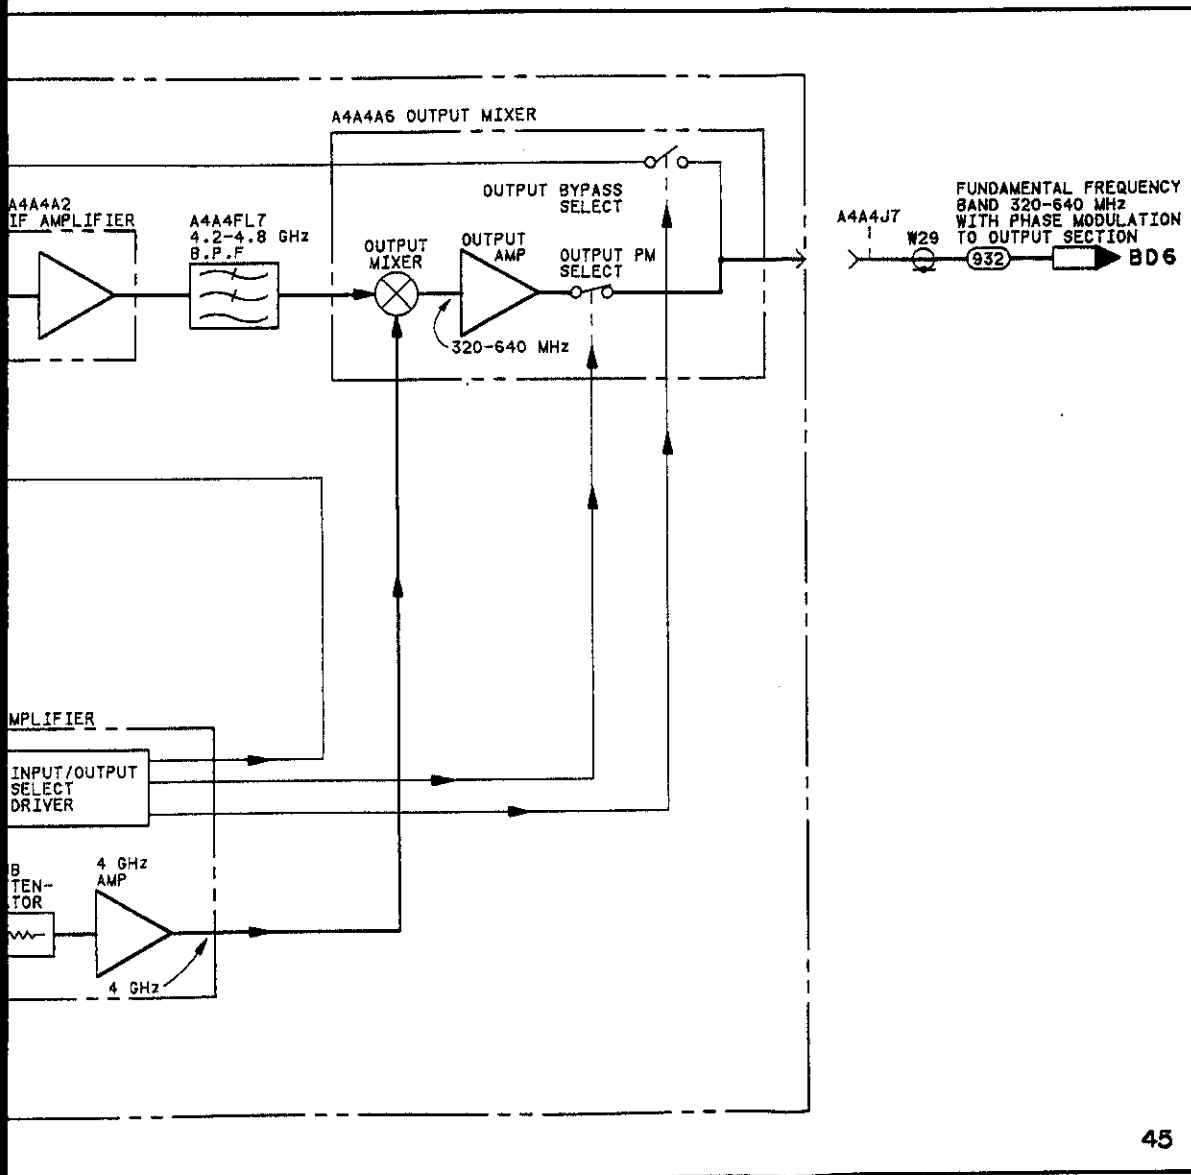 A4A4A6 OUTPUT MIXER
OUTPUT BYPASS
SELECT
A4A4A2
IF AMPLIFIER
A4A4FL7
4.2-4.8 GHz
B.P.F
OUTPUT
MIXER
OUTPUT
AMP
OUTPUT PM
SELECT
320-640 MHz
A4A4J7
W29
932
FUNDAMENTAL FREQUENCY
BAND 320-640 MHz
WITH PHASE MODULATION
TO OUTPUT SECTION
BD6
MPLIFIER
INPUT/OUTPUT
SELECT
DRIVER
TEN-
TOR
4 GHz
AMP
4 GHz
45